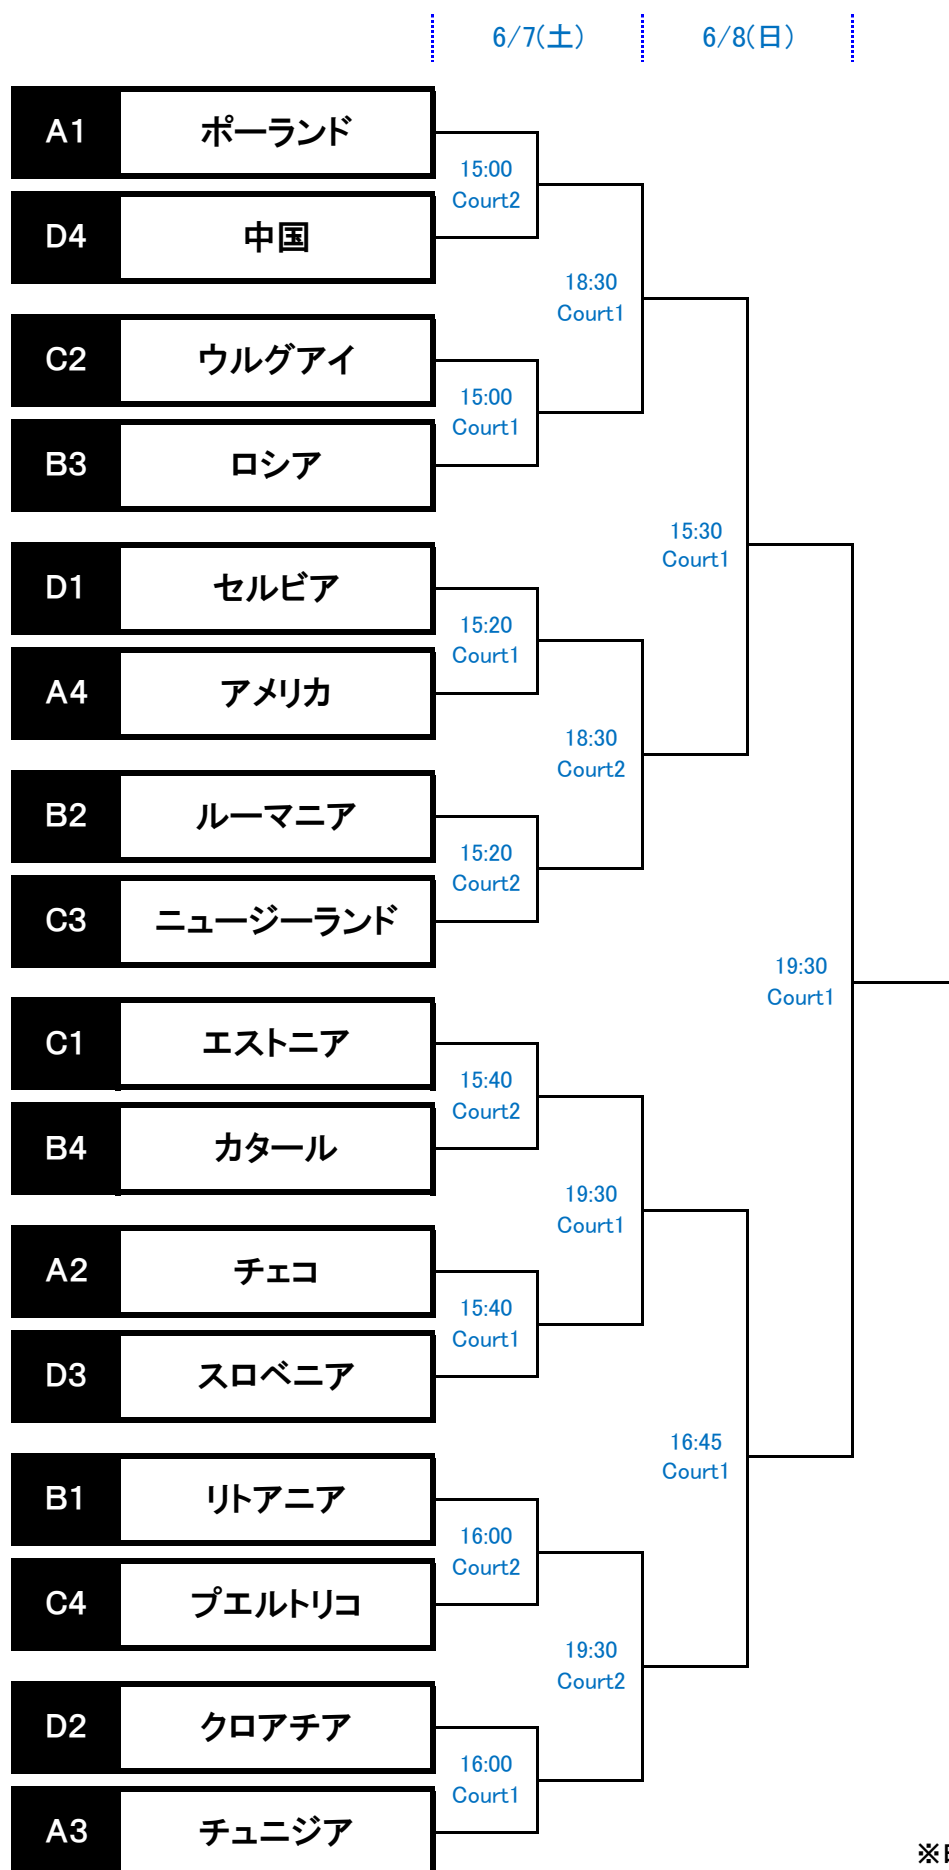 6/7(土) 6/8(日)
A1 ポーランド
15:00
Court2
D4 中国
18:30
Court1
C2 ウルグアイ
15:00
Court1
B3 ロシア
15:30
Court1
D1 セルビア
15:20
Court1
A4 アメリカ
18:30
Court2
B2 ルーマニア
15:20
Court2
C3 ニュージーランド
19:30
Court1
C1 エストニア
15:40
Court2
B4 カタール
19:30
Court1
A2 チェコ
15:40
Court1
D3 スロベニア
16:45
Court1
B1 リトアニア
16:00
Court2
C4 プエルトリコ
19:30
Court2
D2 クロアチア
16:00
Court1
A3 チュニジア
※